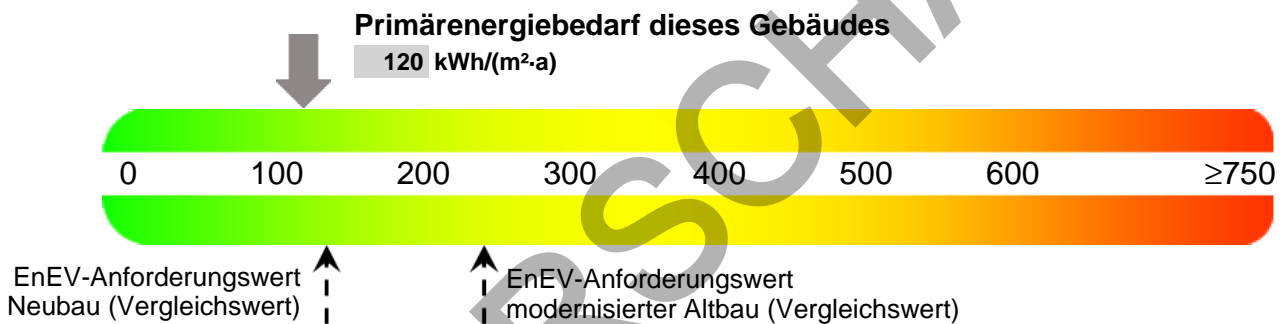 Primärenergiebedarf dieses Gebäudes
120 kWh/(m²·a)
0 100 200 300 400 500 600 ≥750
EnEV-Anforderungswert
Neubau (Vergleichswert)
EnEV-Anforderungswert
modernisierter Altbau (Vergleichswert)